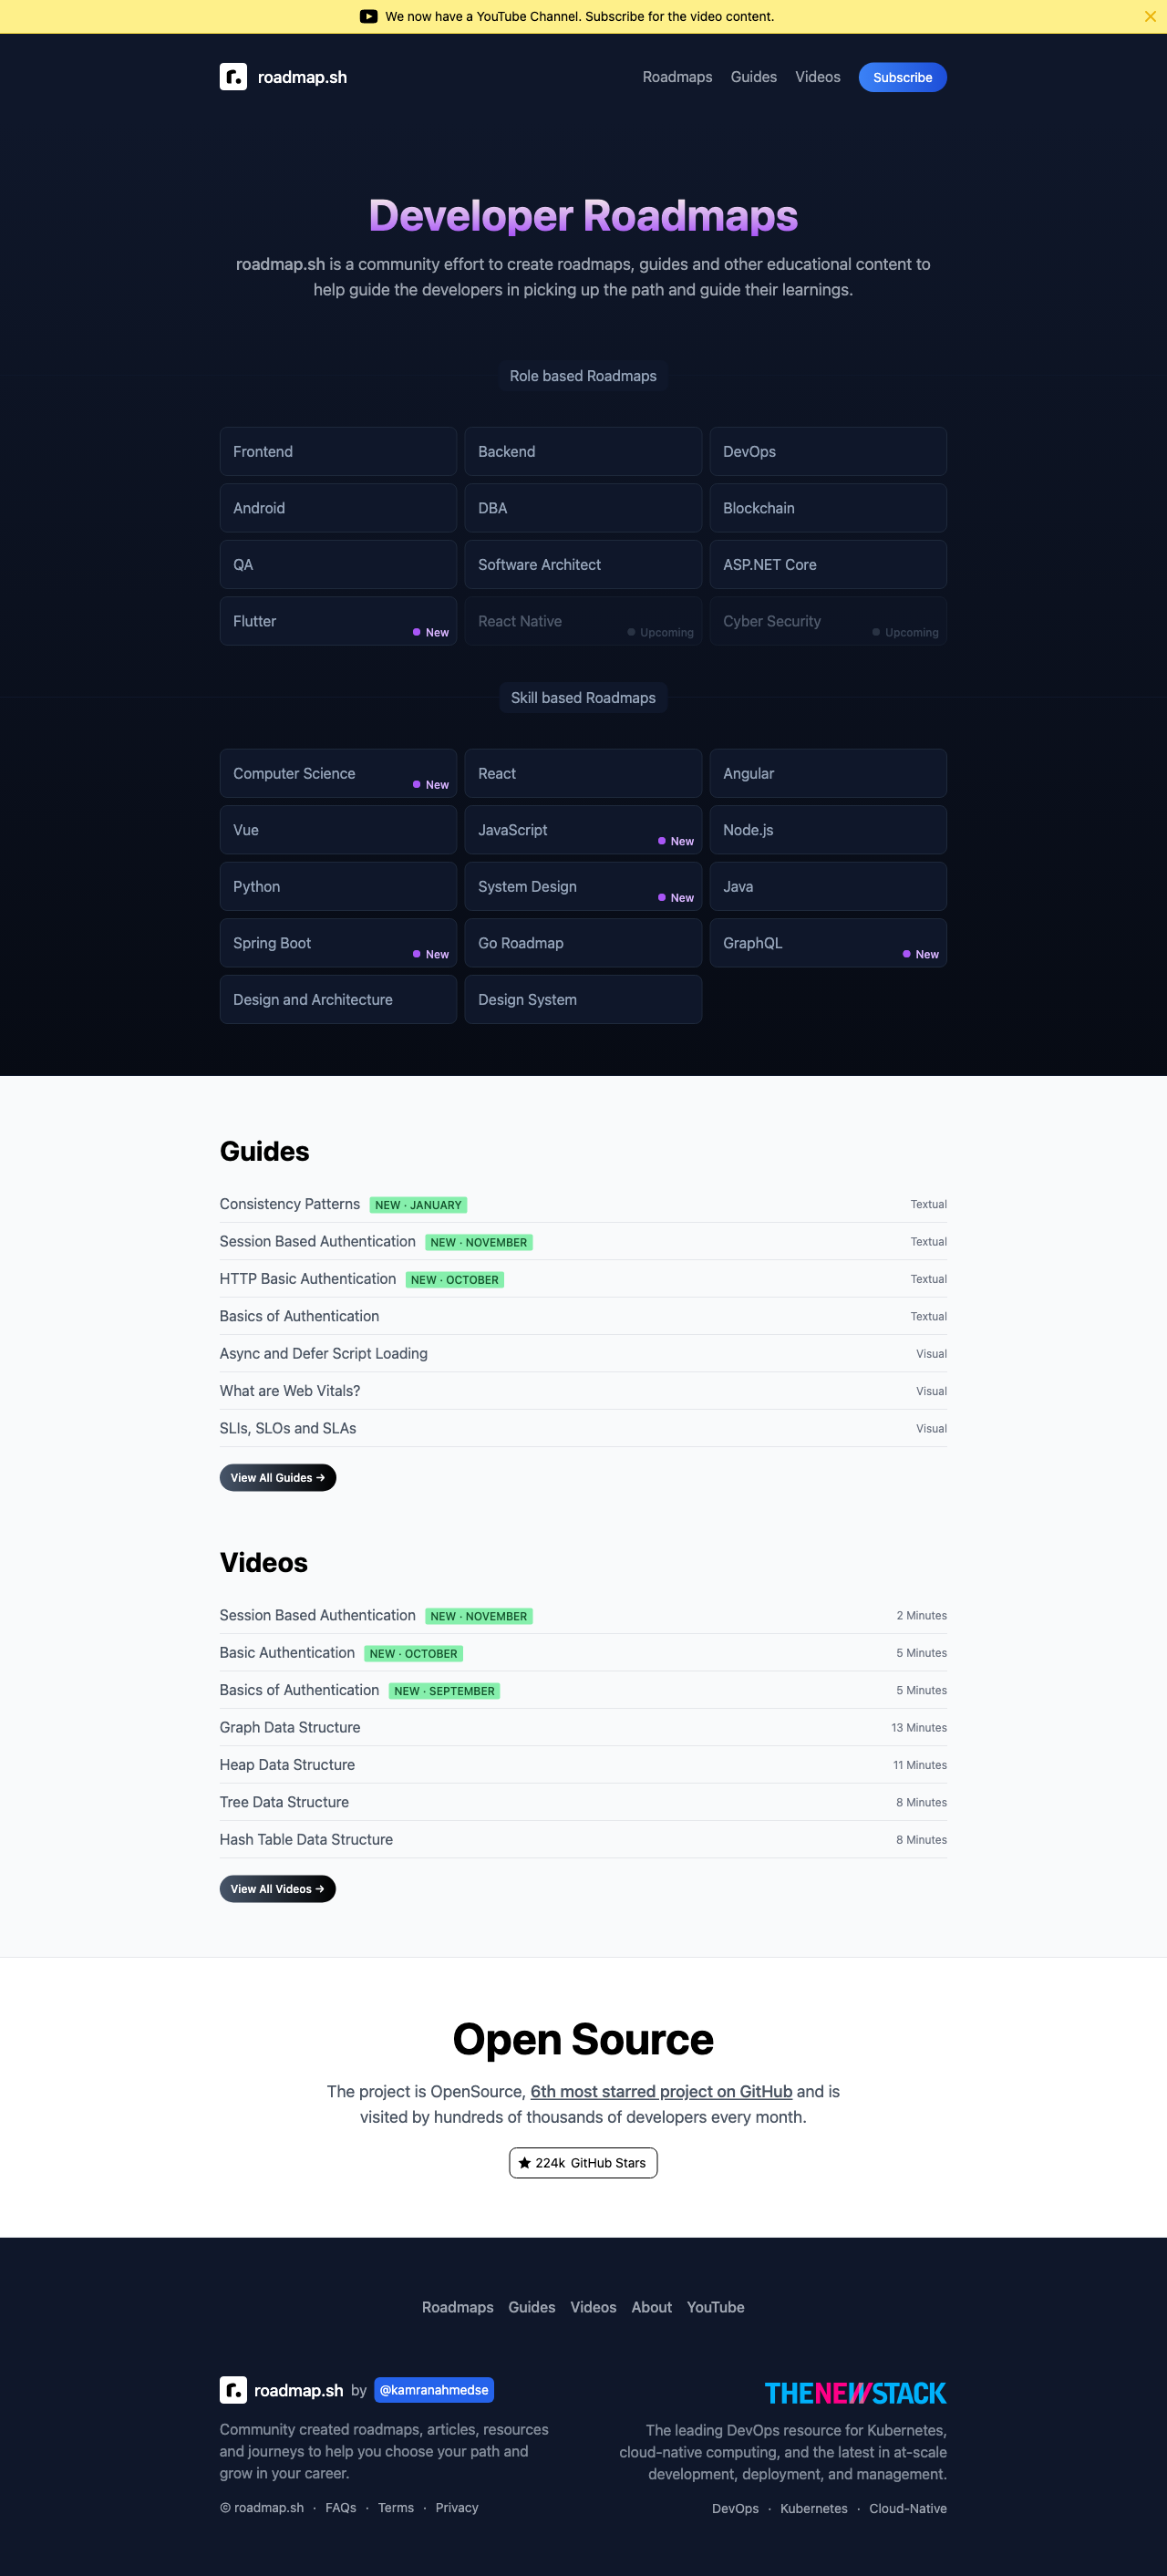 We now have a YouTube Channel. Subscribe for the video content.
roadmap.sh
Roadmaps Guides Videos Subscribe
Developer Roadmaps
roadmap.sh is a community effort to create roadmaps, guides and other educational content to
help guide the developers in picking up the path and guide their learnings.
Role based Roadmaps
Frontend
Backend
DevOps
Android
DBA
Blockchain
QA
Software Architect
ASP.NET Core
Flutter
New
React Native
Upcoming
Cyber Security
Upcoming
Skill based Roadmaps
Computer Science
New
React
Angular
Vue
JavaScript
New
Node.js
Python
System Design
New
Java
Spring Boot
New
Go Roadmap
GraphQL
New
Design and Architecture
Design System
Guides
Consistency Patterns NEW · JANUARY Textual
Session Based Authentication NEW · NOVEMBER Textual
HTTP Basic Authentication NEW · OCTOBER Textual
Basics of Authentication Textual
Async and Defer Script Loading Visual
What are Web Vitals? Visual
SLIs, SLOs and SLAs Visual
View All Guides →
Videos
Session Based Authentication NEW · NOVEMBER 2 Minutes
Basic Authentication NEW · OCTOBER 5 Minutes
Basics of Authentication NEW · SEPTEMBER 5 Minutes
Graph Data Structure 13 Minutes
Heap Data Structure 11 Minutes
Tree Data Structure 8 Minutes
Hash Table Data Structure 8 Minutes
View All Videos →
Open Source
The project is OpenSource, 6th most starred project on GitHub and is
visited by hundreds of thousands of developers every month.
★ 224k GitHub Stars
Roadmaps Guides Videos About YouTube
roadmap.sh by @kamranahmedse
Community created roadmaps, articles, resources
and journeys to help you choose your path and
grow in your career.
© roadmap.sh · FAQs · Terms · Privacy
THENEWSTACK
The leading DevOps resource for Kubernetes,
cloud-native computing, and the latest in at-scale
development, deployment, and management.
DevOps · Kubernetes · Cloud-Native